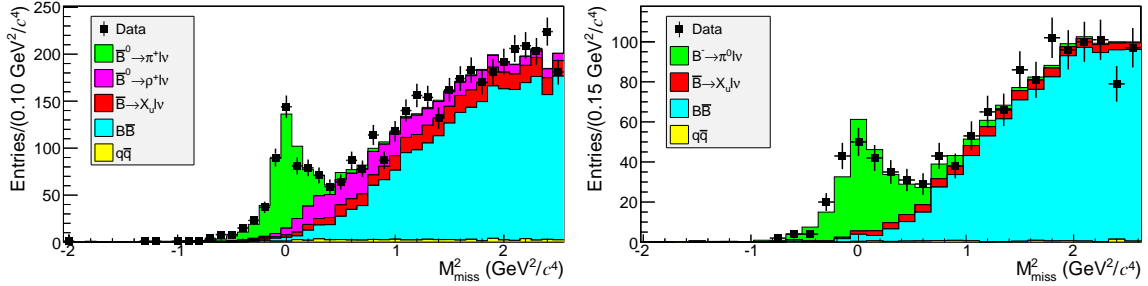 Entries/(0.10 GeV²/c⁴)
250
200
150
100
50
0
Data
B̄⁰→π⁺lν
B̄⁰→ρ⁺lν
B̄→Xᵤlν
BB̄
qq̄
-2 -1 0 1 2
M²miss (GeV²/c⁴)
Entries/(0.15 GeV²/c⁴)
100
80
60
40
20
0
Data
B⁻→π⁰lν
B̄→Xᵤlν
BB̄
qq̄
-2 -1 0 1 2
M²miss (GeV²/c⁴)